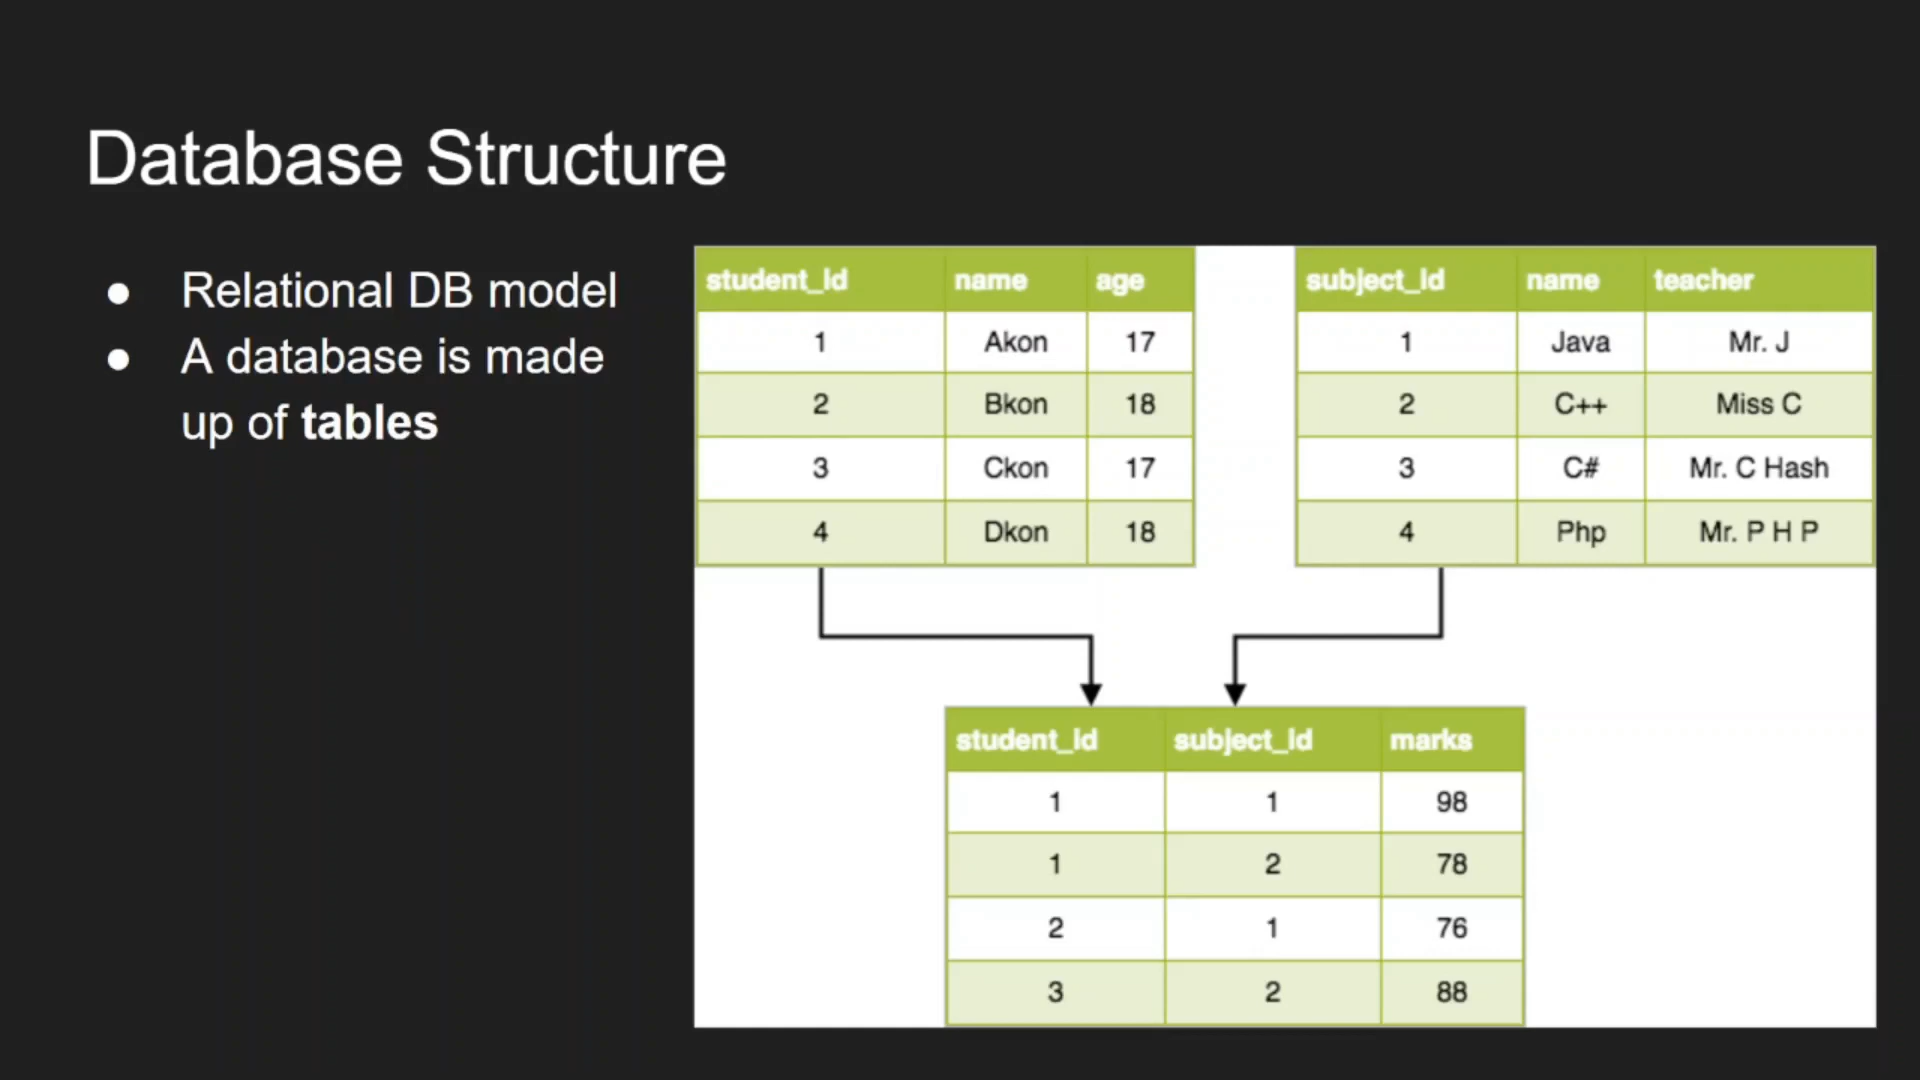 Database Structure
● Relational DB model
● A database is made
up of tables
student_id name age
1 Akon 17
2 Bkon 18
3 Ckon 17
4 Dkon 18
subject_id name teacher
1 Java Mr. J
2 C++ Miss C
3 C# Mr. C Hash
4 Php Mr. P H P
student_id subject_id marks
1 1 98
1 2 78
2 1 76
3 2 88